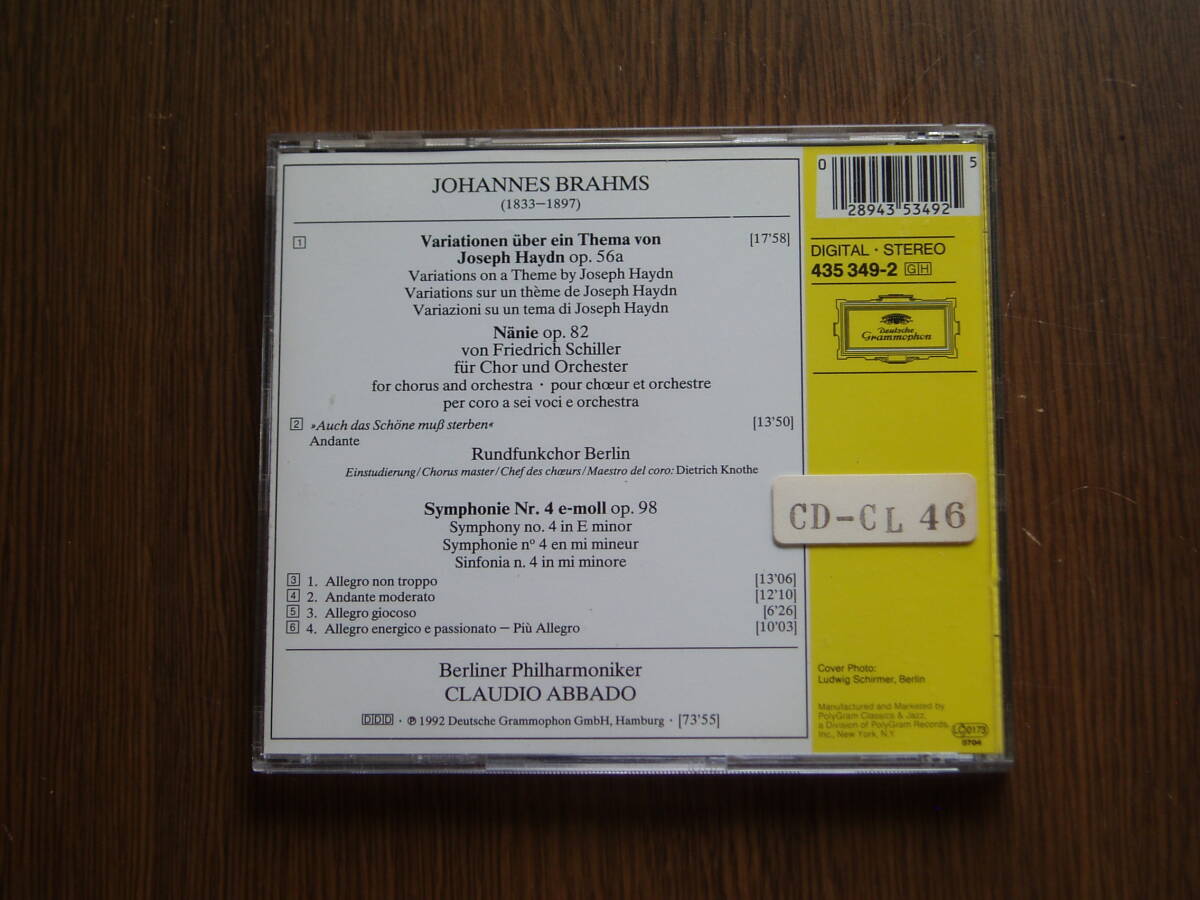 JOHANNES BRAHMS
(1833–1897)
1 Variationen über ein Thema von [17'58]
Joseph Haydn op. 56a
Variations on a Theme by Joseph Haydn
Variations sur un thème de Joseph Haydn
Variazioni su un tema di Joseph Haydn
Nänie op. 82
von Friedrich Schiller
für Chor und Orchester
for chorus and orchestra · pour chœur et orchestre
per coro a sei voci e orchestra
2 »Auch das Schöne muß sterben« [13'50]
Andante
Rundfunkchor Berlin
Einstudierung/Chorus master/Chef des chœurs/Maestro del coro: Dietrich Knothe
Symphonie Nr. 4 e-moll op. 98
Symphony no. 4 in E minor
Symphonie nº 4 en mi mineur
Sinfonia n. 4 in mi minore
3 1. Allegro non troppo [13'06]
4 2. Andante moderato [12'10]
5 3. Allegro giocoso [6'26]
6 4. Allegro energico e passionato – Più Allegro [10'03]
Berliner Philharmoniker
CLAUDIO ABBADO
DDD · ℗ 1992 Deutsche Grammophon GmbH, Hamburg · [73'55]
0 28943 53492 5
DIGITAL · STEREO
435 349-2 GH
Deutsche
Grammophon
CD-CL 46
Cover Photo:
Ludwig Schirmer, Berlin
Manufactured and Marketed by
PolyGram Classics & Jazz,
a Division of PolyGram Records,
Inc., New York, N.Y.
LC 0173
5704